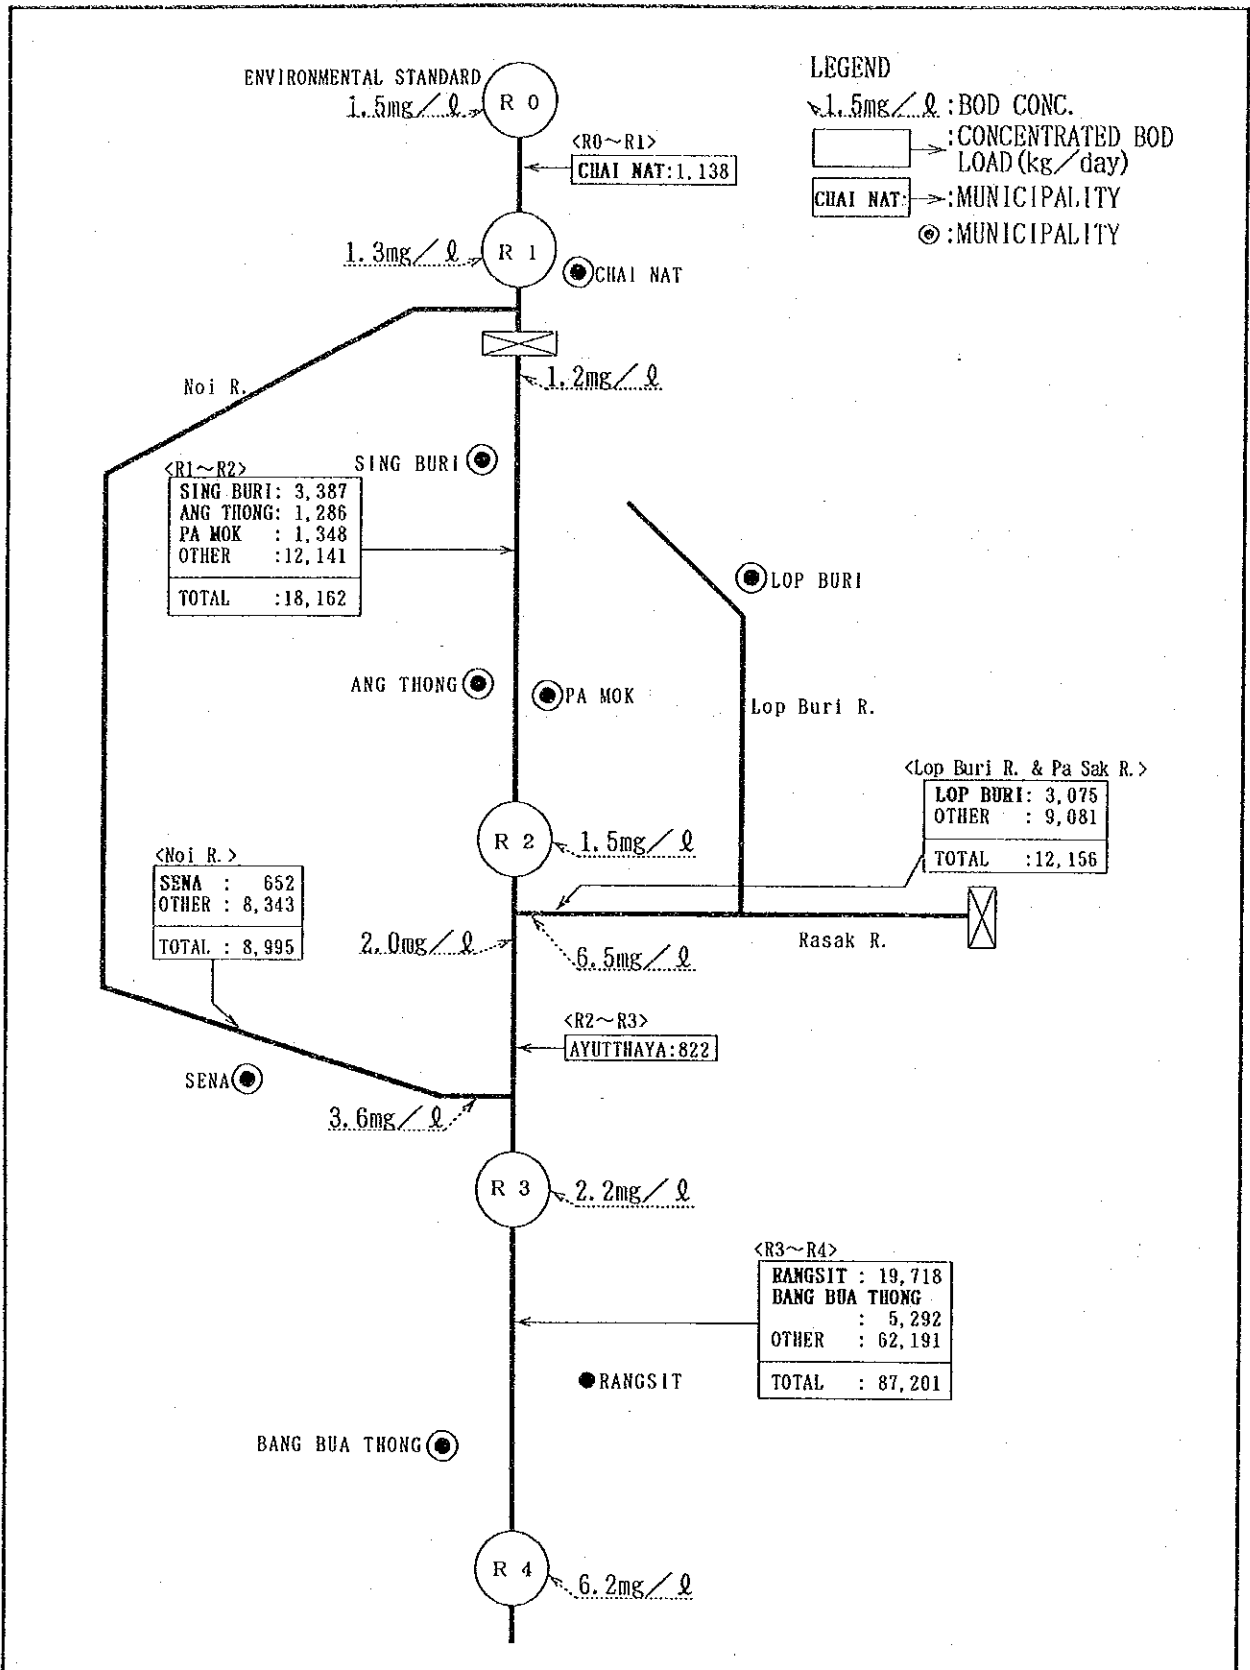 ENVIRONMENTAL STANDARD
1.5mg/ℓ
R 0
LEGEND
1.5mg/ℓ :BOD CONC.
:CONCENTRATED BOD
LOAD(kg/day)
CHAI NAT: :MUNICIPALITY
:MUNICIPALITY
<R0~R1>
CHAI NAT:1,138
1.3mg/ℓ
R 1
CHAI NAT
1.2mg/ℓ
Noi R.
SING BURI
<R1~R2>
SING BURI: 3,387
ANG THONG: 1,286
PA MOK : 1,348
OTHER :12,141
TOTAL :18,162
LOP BURI
ANG THONG
PA MOK
Lop Buri R.
<Lop Buri R. & Pa Sak R.>
LOP BURI: 3,075
OTHER : 9,081
TOTAL :12,156
R 2
1.5mg/ℓ
<Noi R.>
SENA : 652
OTHER : 8,343
TOTAL : 8,995
2.0mg/ℓ
6.5mg/ℓ
Rasak R.
<R2~R3>
AYUTTHAYA:822
SENA
3.6mg/ℓ
R 3
2.2mg/ℓ
<R3~R4>
RANGSIT : 19,718
BANG BUA THONG
: 5,292
OTHER : 62,191
TOTAL : 87,201
RANGSIT
BANG BUA THONG
R 4
6.2mg/ℓ